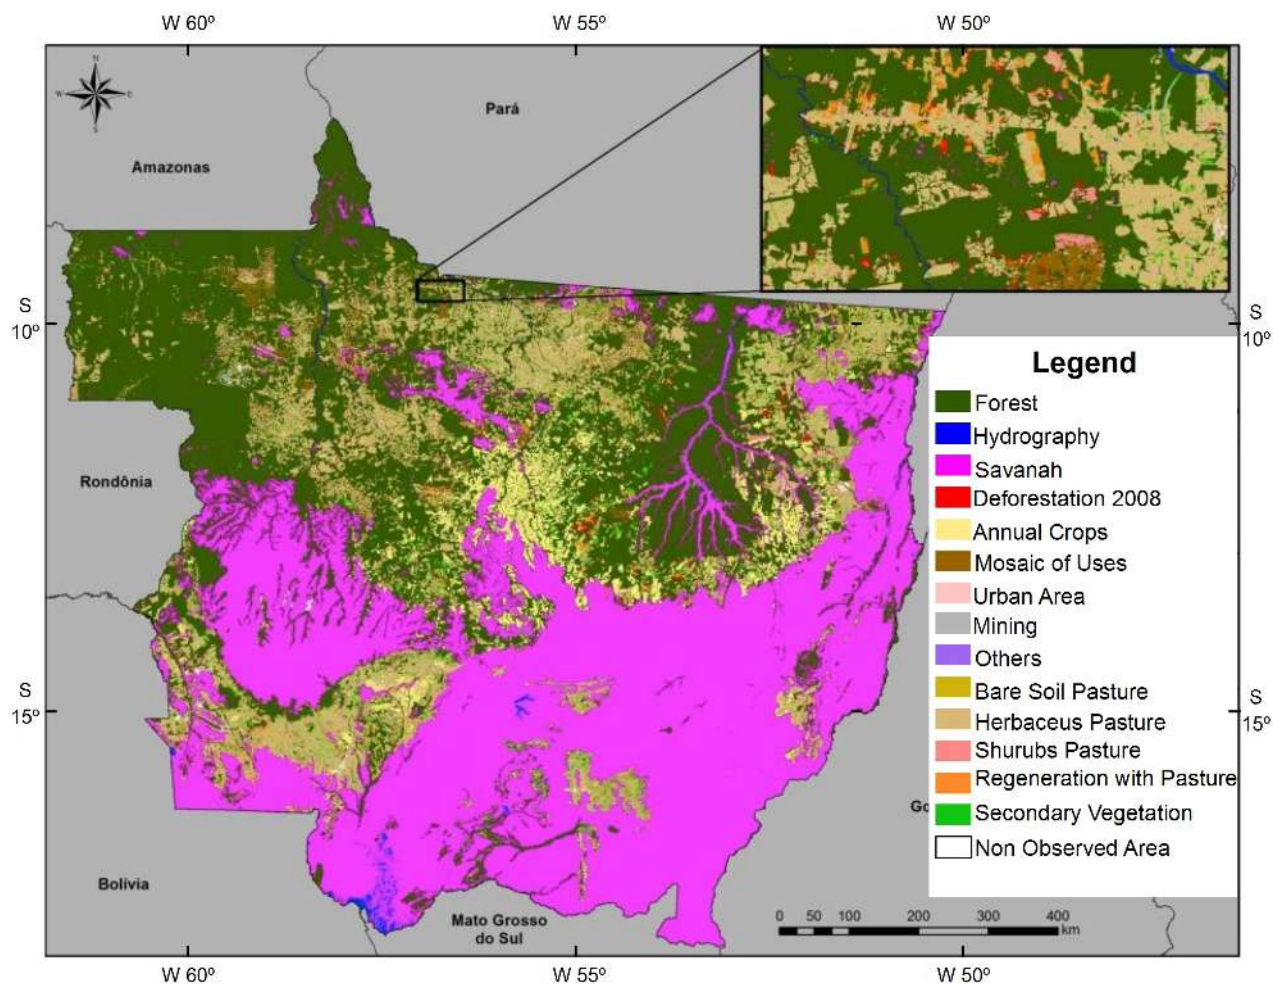 W 60º
W 55º
W 50º
N
W
E
S
Pará
Amazonas
S
10º
S
10º
Legend
Forest
Hydrography
Savanah
Rondônia
Deforestation 2008
Annual Crops
Mosaic of Uses
Urban Area
Mining
Others
S
15º
S
15º
Bare Soil Pasture
Herbaceus Pasture
Shurubs Pasture
Regeneration with Pasture
Go
Secondary Vegetation
Non Observed Area
Bolívia
Mato Grosso
do Sul
0 50 100 200 300 400
km
W 60º
W 55º
W 50º